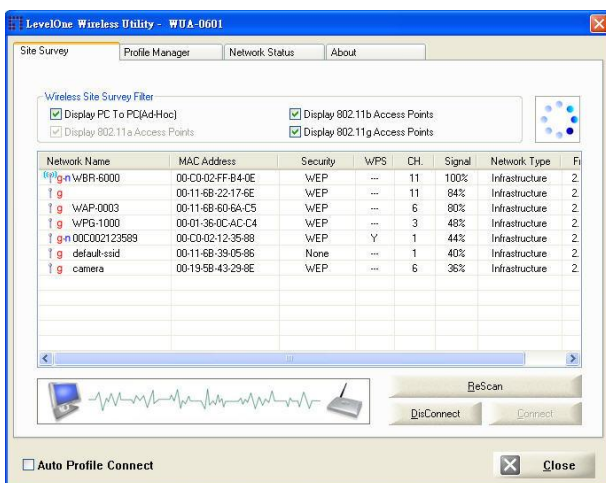 LevelOne Wireless Utility - WUA-0601
Site Survey Profile Manager Network Status About
Wireless Site Survey Filter
Display PC To PC(Ad-Hoc) Display 802.11b Access Points
Display 802.11a Access Points Display 802.11g Access Points
Network Name MAC Address Security WPS CH. Signal Network Type
g-n WBR-6000 00-C0-02-FF-B4-0E WEP --- 11 100% Infrastructure 2.
g 00-11-6B-22-17-6E WEP --- 11 84% Infrastructure 2.
g WAP-0003 00-11-6B-60-6A-C5 WEP --- 6 80% Infrastructure 2.
g WPG-1000 00-01-36-0C-AC-C4 WEP --- 3 48% Infrastructure 2.
g-n 00C002123589 00-C0-02-12-35-88 WEP Y 1 44% Infrastructure 2.
g default-ssid 00-11-6B-39-05-86 None --- 1 40% Infrastructure 2.
g camera 00-19-5B-43-29-8E WEP --- 6 36% Infrastructure 2.
ReScan
DisConnect Connect
Auto Profile Connect Close